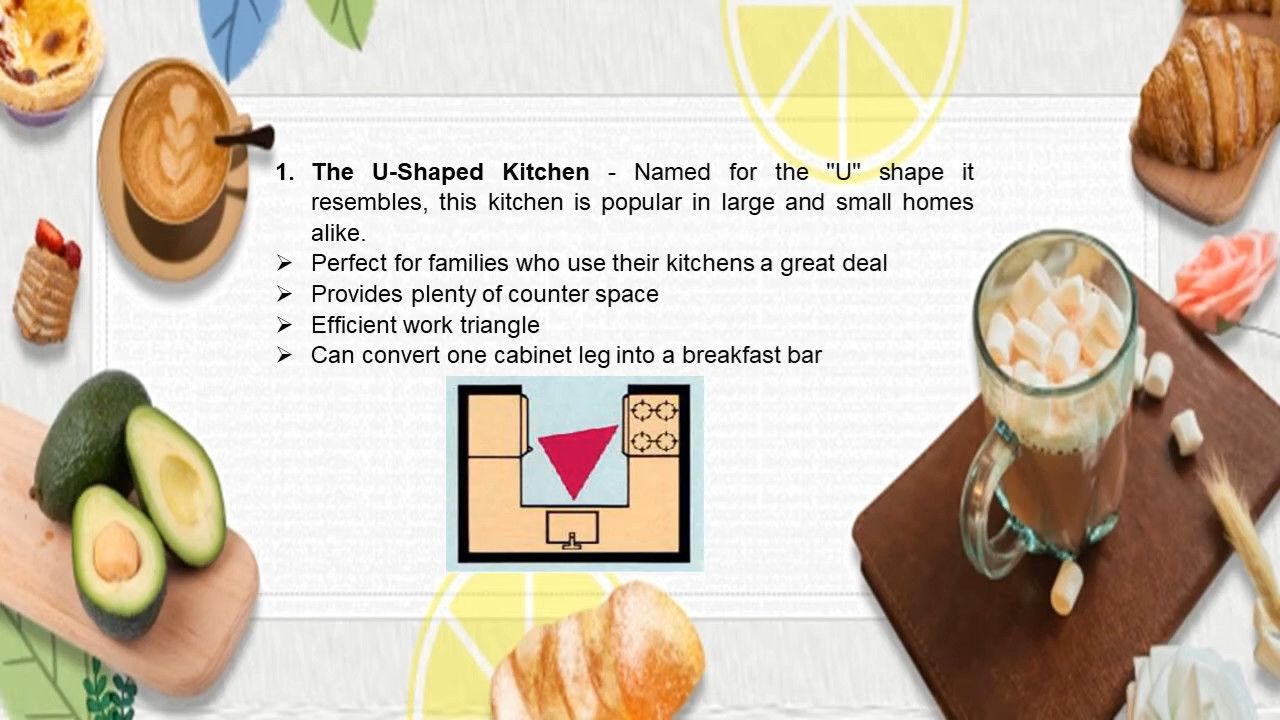 1. The U-Shaped Kitchen - Named for the "U" shape it
resembles, this kitchen is popular in large and small homes
alike.
➢ Perfect for families who use their kitchens a great deal
➢ Provides plenty of counter space
➢ Efficient work triangle
➢ Can convert one cabinet leg into a breakfast bar